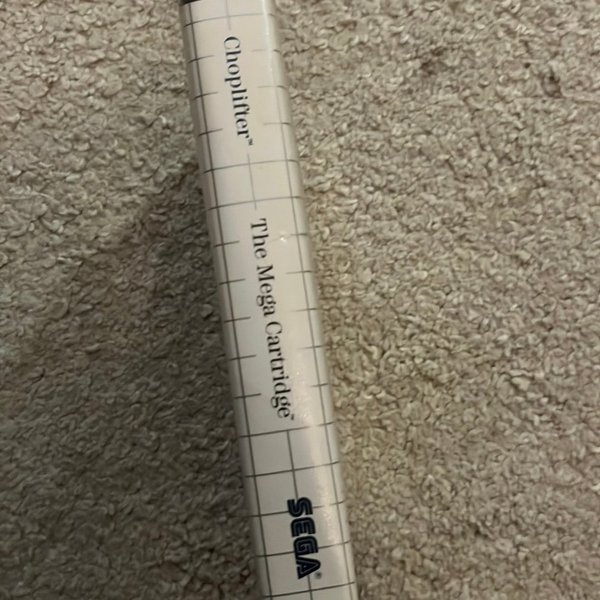 Choplifter™
The Mega Cartridge™
SEGA®